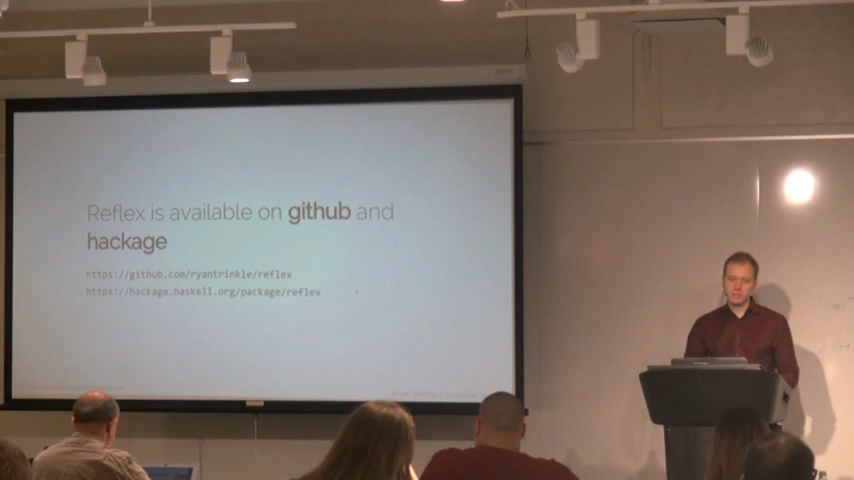 Reflex is available on github and
hackage
https://github.com/ryantrinkle/reflex
https://hackage.haskell.org/package/reflex